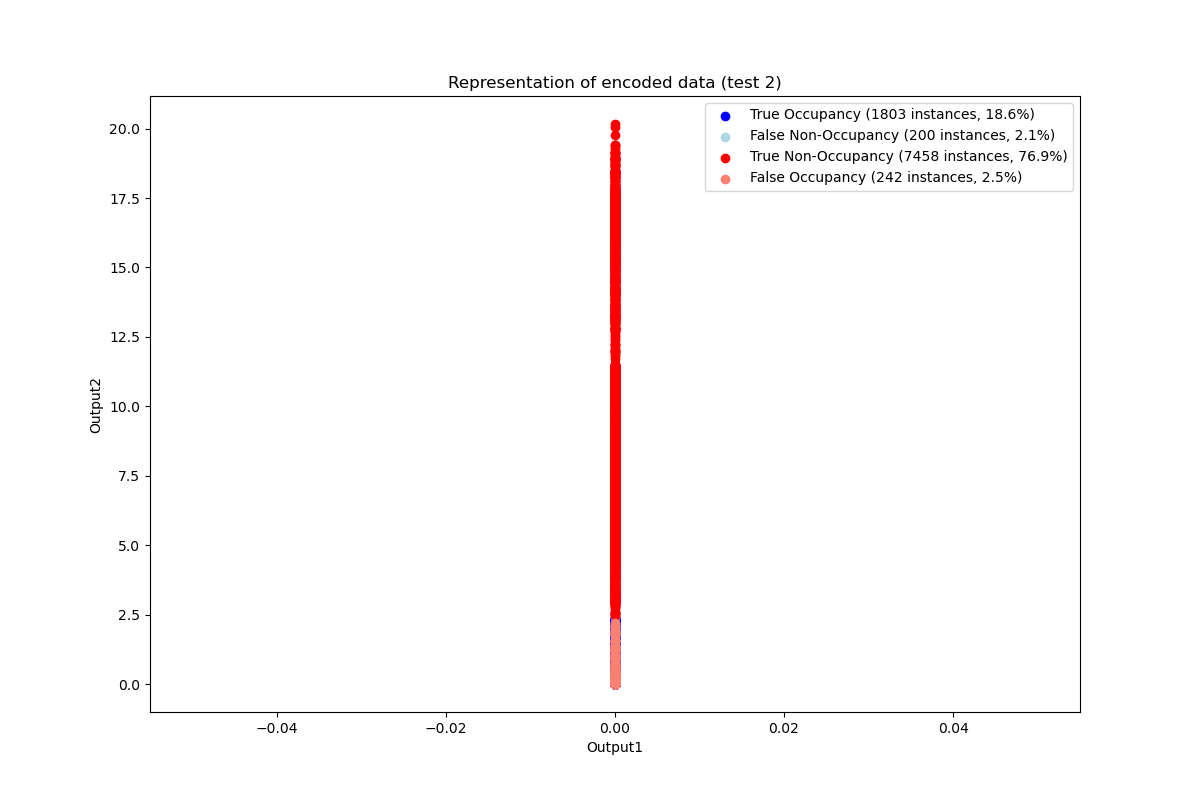 Representation of encoded data (test 2)
True Occupancy (1803 instances, 18.6%)
False Non-Occupancy (200 instances, 2.1%)
True Non-Occupancy (7458 instances, 76.9%)
False Occupancy (242 instances, 2.5%)
20.0
17.5
15.0
12.5
10.0
7.5
5.0
2.5
0.0
Output2
−0.04 −0.02 0.00 0.02 0.04
Output1